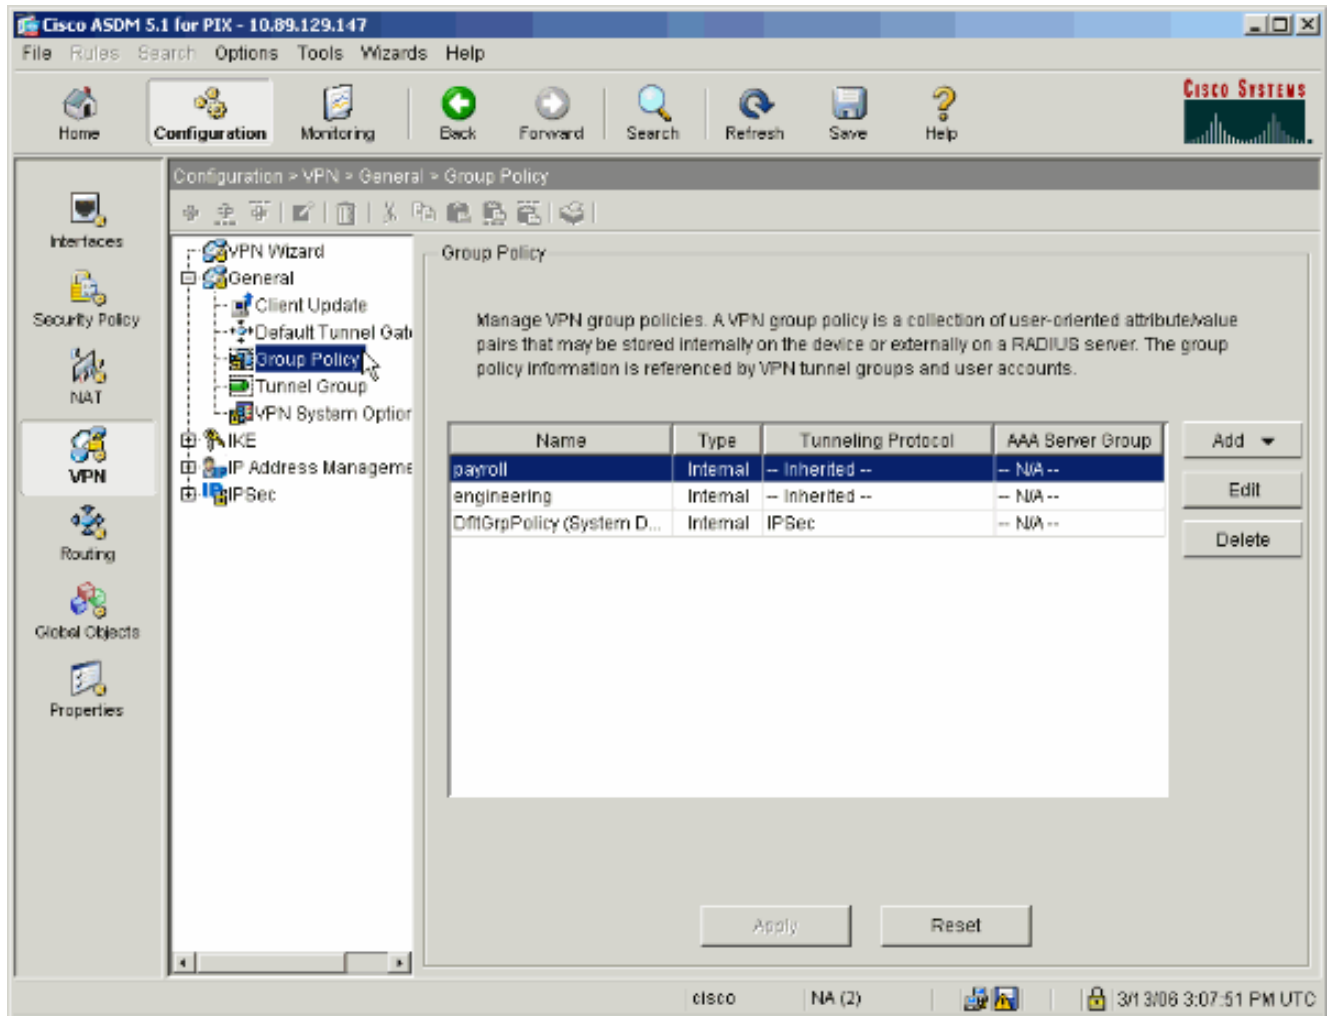 Cisco ASDM 5.1 for PIX - 10.89.129.147
File Rules Search Options Tools Wizards Help
Home Configuration Monitoring Back Forward Search Refresh Save Help
CISCO SYSTEMS
Configuration > VPN > General > Group Policy
Interfaces
Security Policy
NAT
VPN
Routing
Global Objects
Properties
VPN Wizard
General
Client Update
Default Tunnel Gat
Group Policy
Tunnel Group
VPN System Option
IKE
IP Address Manageme
IPSec
Group Policy
Manage VPN group policies. A VPN group policy is a collection of user-oriented attribute/value
pairs that may be stored internally on the device or externally on a RADIUS server. The group
policy information is referenced by VPN tunnel groups and user accounts.
Name Type Tunneling Protocol AAA Server Group
payroll Internal -- Inherited -- -- N/A --
engineering Internal -- Inherited -- -- N/A --
DfltGrpPolicy (System D... Internal IPSec -- N/A --
Add
Edit
Delete
Apply Reset
cisco NA (2) 3/13/06 3:07:51 PM UTC